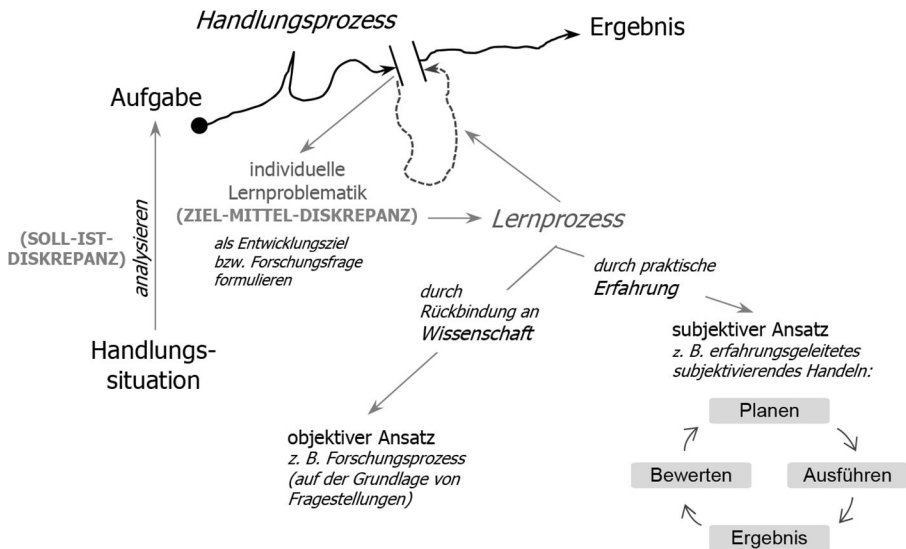 Handlungsprozess
Ergebnis
Aufgabe
(SOLL-IST-
DISKREPANZ)
analysieren
Handlungs-
situation
individuelle
Lernproblematik
(ZIEL-MITTEL-DISKREPANZ)
als Entwicklungsziel
bzw. Forschungsfrage
formulieren
Lernprozess
durch
Rückbindung an
Wissenschaft
objektiver Ansatz
z. B. Forschungsprozess
(auf der Grundlage von
Fragestellungen)
durch praktische
Erfahrung
subjektiver Ansatz
z. B. erfahrungsgeleitetes
subjektivierendes Handeln:
Planen
Ausführen
Ergebnis
Bewerten